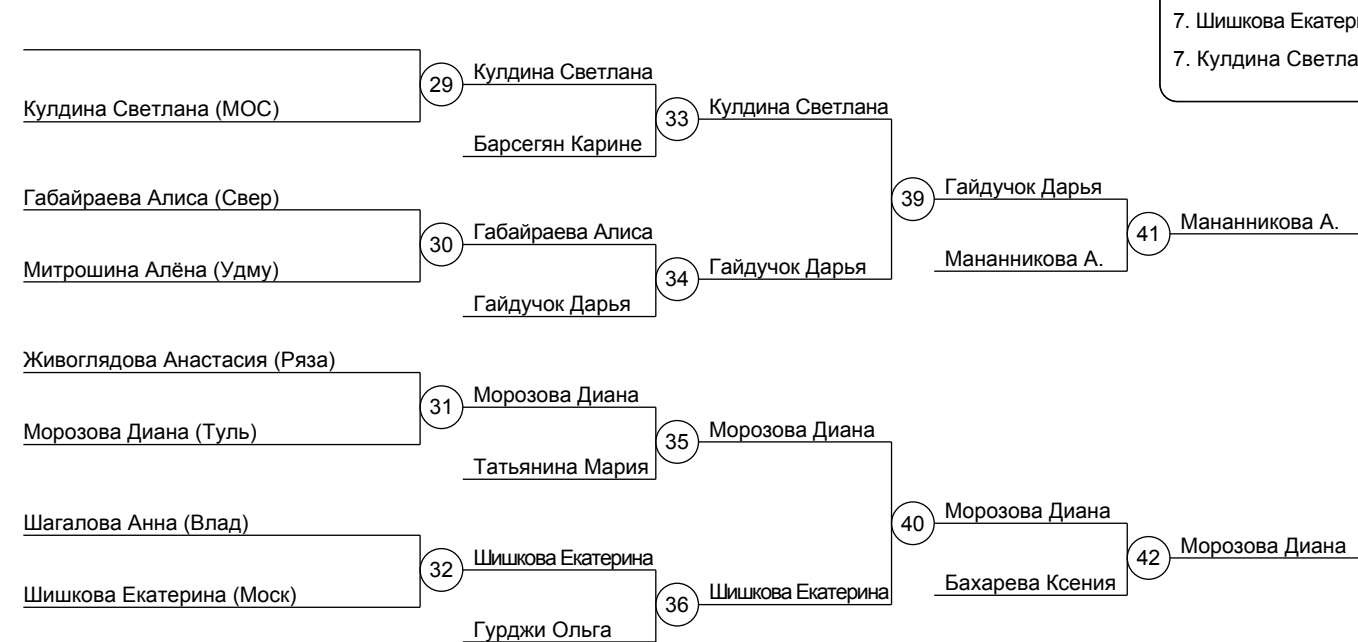 7. Шишкова Екатери
7. Кулдина Светла
29
Кулдина Светлана
Кулдина Светлана (МОС)
33
Кулдина Светлана
Барсегян Карине
Габайраева Алиса (Свер)
39
Гайдучок Дарья
30
Габайраева Алиса
41
Мананникова А.
Митрошина Алёна (Удму)
34
Гайдучок Дарья
Мананникова А.
Гайдучок Дарья
Живоглядова Анастасия (Ряза)
31
Морозова Диана
Морозова Диана (Туль)
35
Морозова Диана
Татьянина Мария
Шагалова Анна (Влад)
40
Морозова Диана
32
Шишкова Екатерина
42
Морозова Диана
Шишкова Екатерина (Моск)
36
Шишкова Екатерина
Бахарева Ксения
Гурджи Ольга